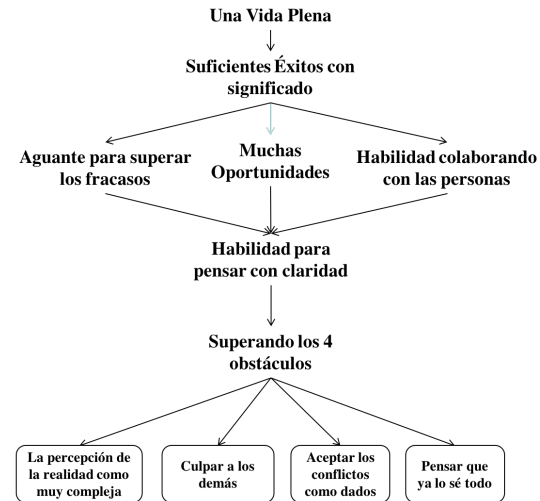 Una Vida Plena
Suficientes Éxitos con
significado
Aguante para superar
los fracasos
Muchas
Oportunidades
Habilidad colaborando
con las personas
Habilidad para
pensar con claridad
Superando los 4
obstáculos
La percepción de
la realidad como
muy compleja
Culpar a los
demás
Aceptar los
conflictos
como dados
Pensar que
ya lo sé todo